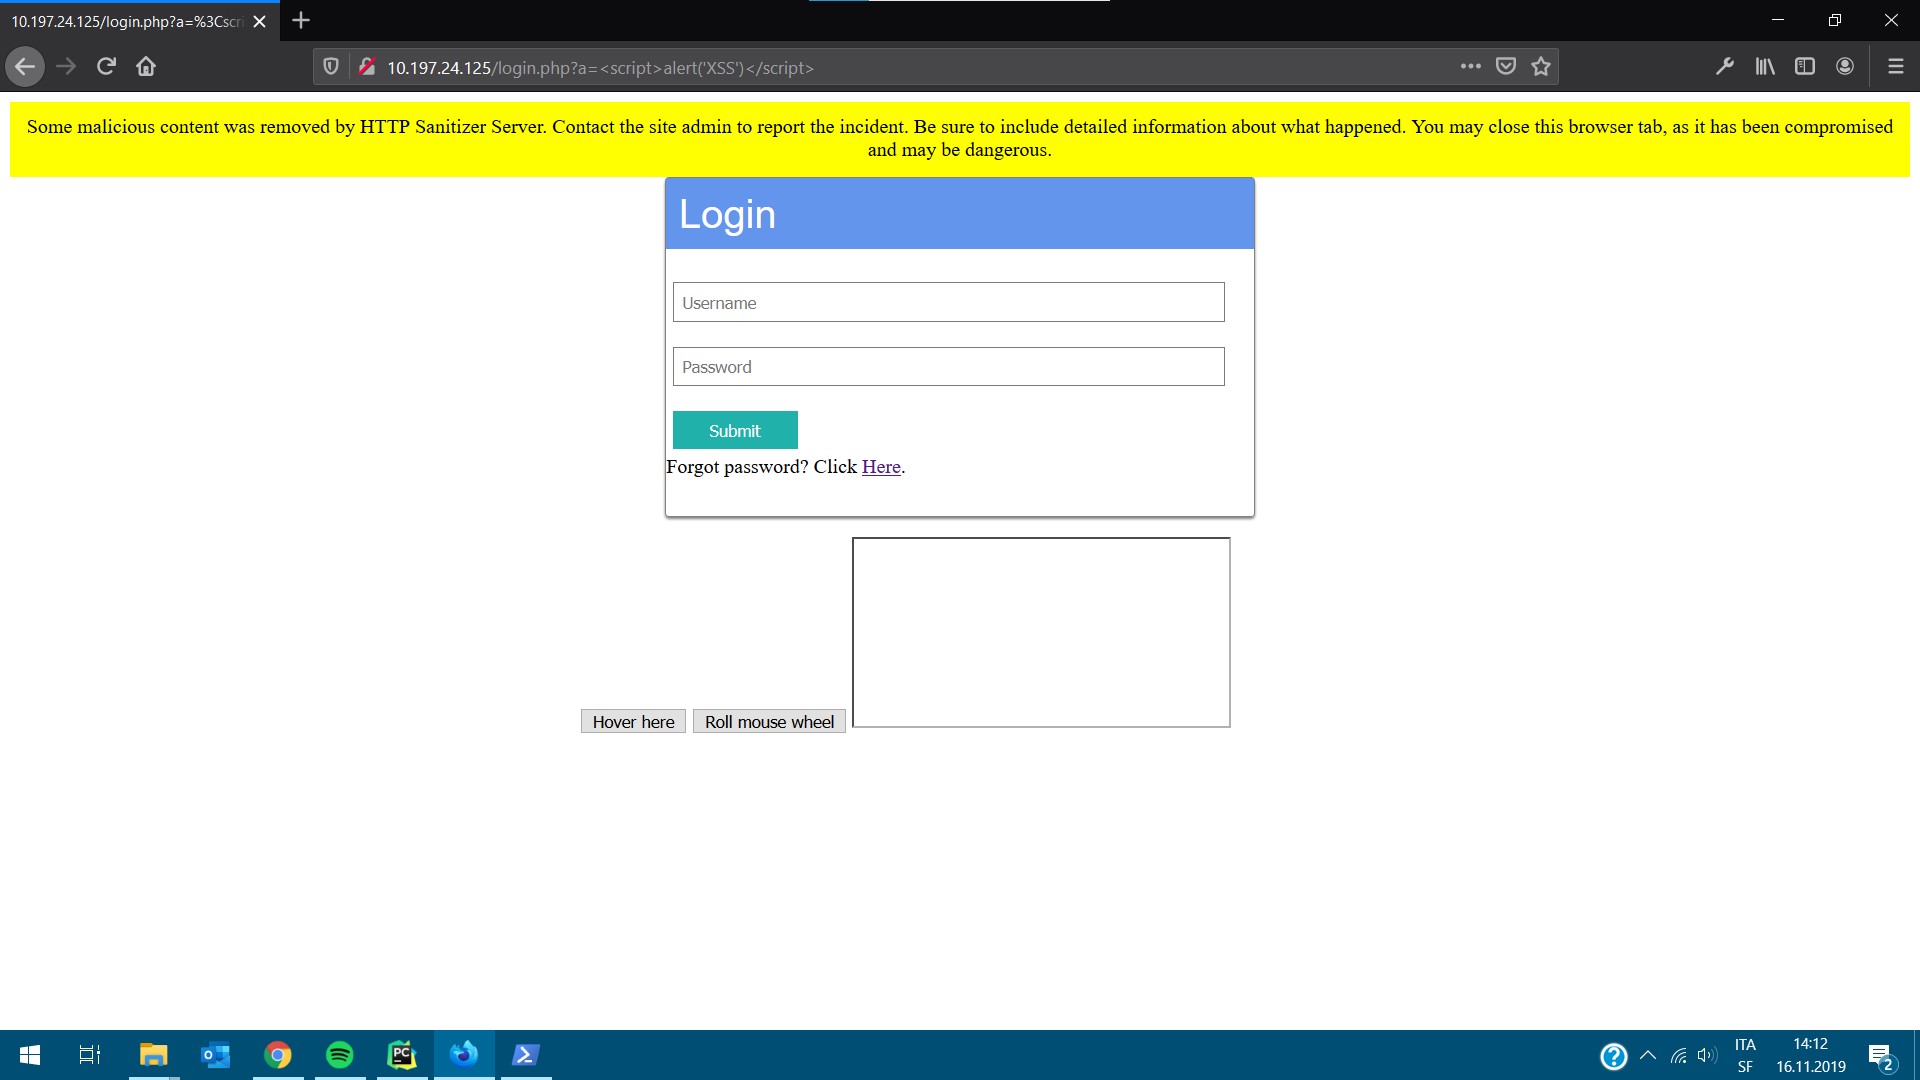 10.197.24.125/login.php?a=%3Cscri
10.197.24.125/login.php?a=<script>alert('XSS')</script>
Some malicious content was removed by HTTP Sanitizer Server. Contact the site admin to report the incident. Be sure to include detailed information about what happened. You may close this browser tab, as it has been compromised
and may be dangerous.
Login
Username
Password
Submit
Forgot password? Click Here.
Hover here
Roll mouse wheel
PC
ITA
14:12
SF
16.11.2019
2